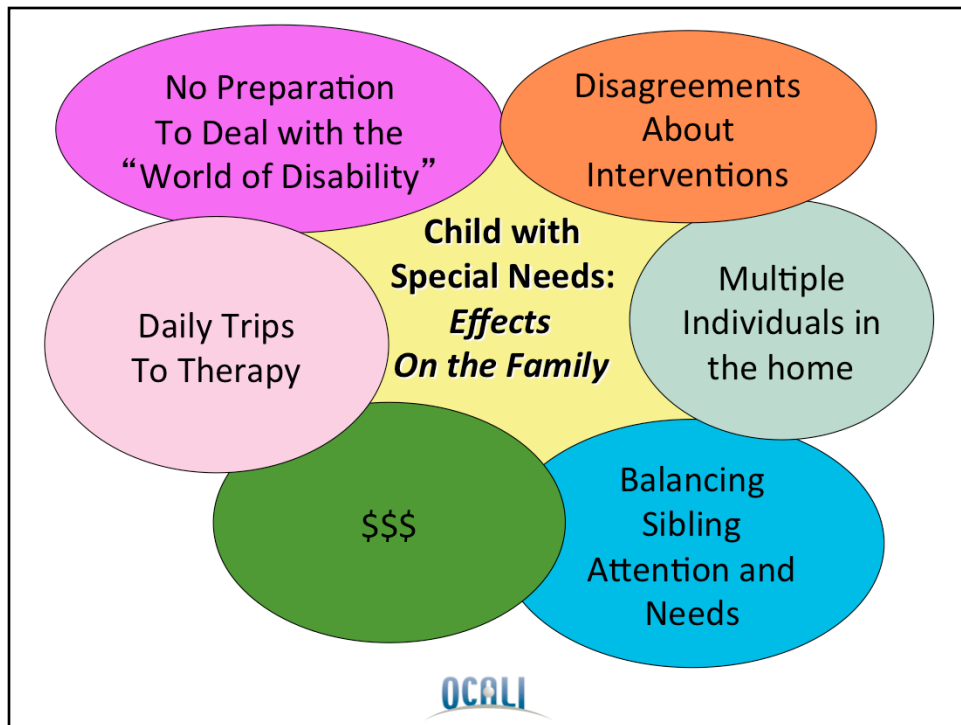 No Preparation
To Deal with the
“World of Disability”
Disagreements
About
Interventions
Child with
Special Needs:
Effects
On the Family
Daily Trips
To Therapy
Multiple
Individuals in
the home
$$$
Balancing
Sibling
Attention and
Needs
OCALI